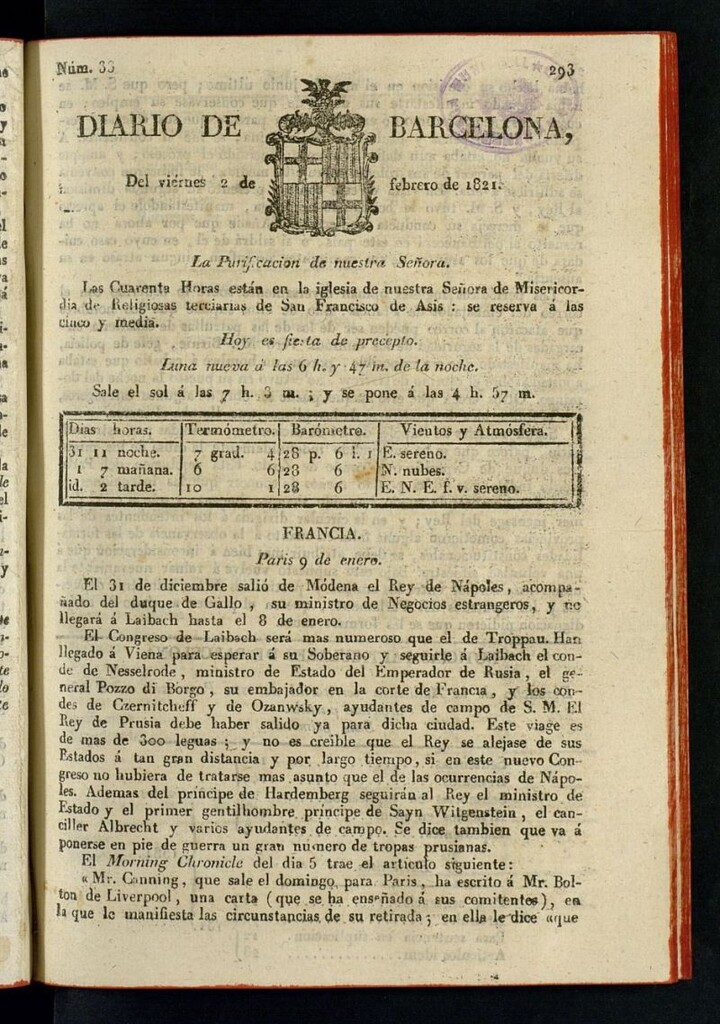 Núm. 33
293
DIARIO DE BARCELONA,
Del viérnes 2 de febrero de 1821.
La Purificacion de nuestra Señora.
Las Cuarenta Horas están en la iglesia de nuestra Señora de Misericor-
dia de Religiosas terciarias de San Francisco de Asis : se reserva á las
cinco y media.
Hoy es fiesta de precepto.
Luna nueva á las 6 h. y 47 m. de la noche.
Sale el sol á las 7 h. 3 m. ; y se pone á las 4 h. 57 m.
Dias horas. Termómetro. Barómetro. Vientos y Atmósfera.
31 11 noche. 7 grad. 4 28 p. 6 l. 1 E. sereno.
1 7 mañana. 6 6 28 6 N. nubes.
id. 2 tarde. 10 1 28 6 E. N. E. f. v. sereno.
FRANCIA.
Paris 9 de enero.
El 31 de diciembre salió de Módena el Rey de Nápoles, acompa-
ñado del duque de Gallo , su ministro de Negocios estrangeros, y no
llegará á Laibach hasta el 8 de enero.
El Congreso de Laibach será mas numeroso que el de Troppau. Han
llegado á Viena para esperar á su Soberano y seguirle á Laibach el con-
de de Nesselrode , ministro de Estado del Emperador de Rusia , el ge-
neral Pozzo di Borgo , su embajador en la corte de Francia, y los con-
des de Czernitcheff y de Ozanwsky, ayudantes de campo de S. M. El
Rey de Prusia debe haber salido ya para dicha ciudad. Este viage es
de mas de 300 leguas ; y no es creible que el Rey se alejase de sus
Estados á tan gran distancia y por largo tiempo, si en este nuevo Con-
greso no hubiera de tratarse mas asunto que el de las ocurrencias de Nápo-
les. Ademas del príncipe de Hardemberg seguirán al Rey el ministro de
Estado y el primer gentilhombre príncipe de Sayn Witgenstein , el can-
ciller Albrecht y varios ayudantes de campo. Se dice tambien que va á
ponerse en pie de guerra un gran número de tropas prusianas.
El Morning Chronicle del dia 5 trae el artículo siguiente :
« Mr. Canning, que sale el domingo para Paris, ha escrito á Mr. Bol-
ton de Liverpool, una carta ( que se ha enseñado á sus comitentes ), en
la que le manifiesta las circunstancias de su retirada ; en ella le dice «que